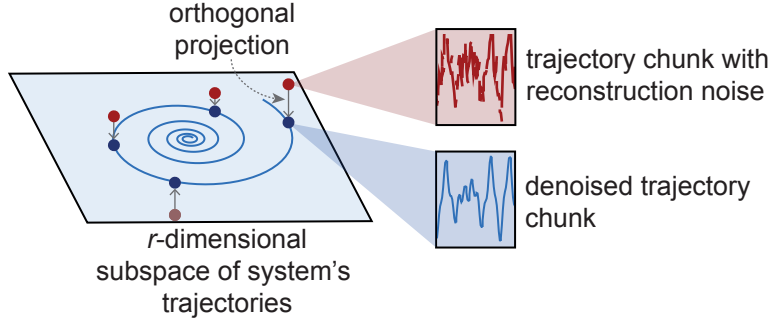 orthogonal
projection
trajectory chunk with
reconstruction noise
denoised trajectory
chunk
r-dimensional
subspace of system's
trajectories